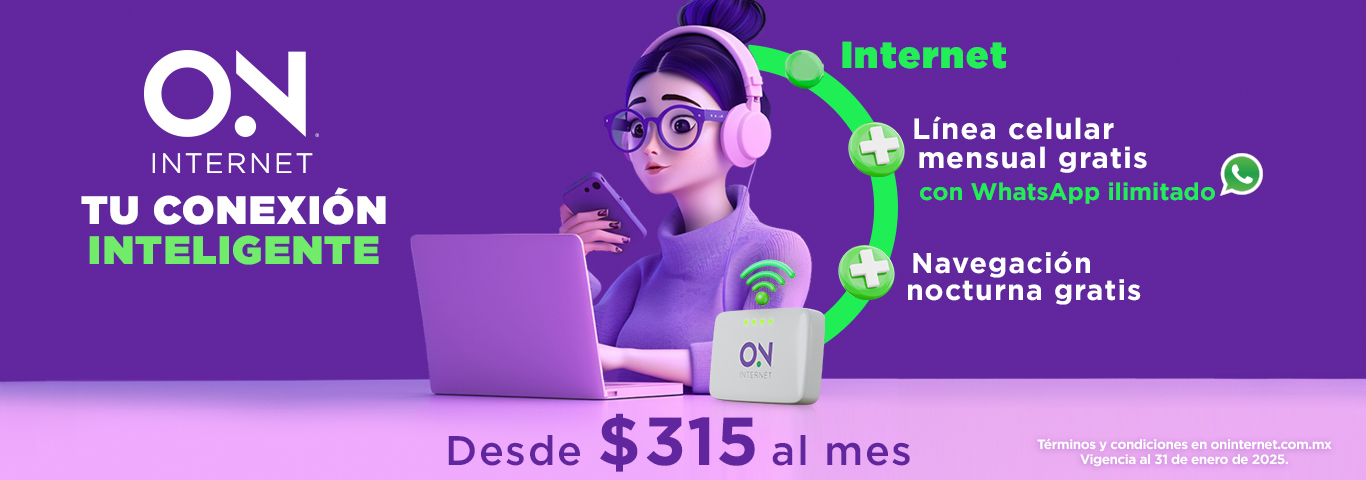 O.N
INTERNET
TU CONEXIÓN
INTELIGENTE
Internet
Línea celular
mensual gratis
con WhatsApp ilimitado
Navegación
nocturna gratis
O.N
INTERNET
Desde $315 al mes
Términos y condiciones en oninternet.com.mx
Vigencia al 31 de enero de 2025.